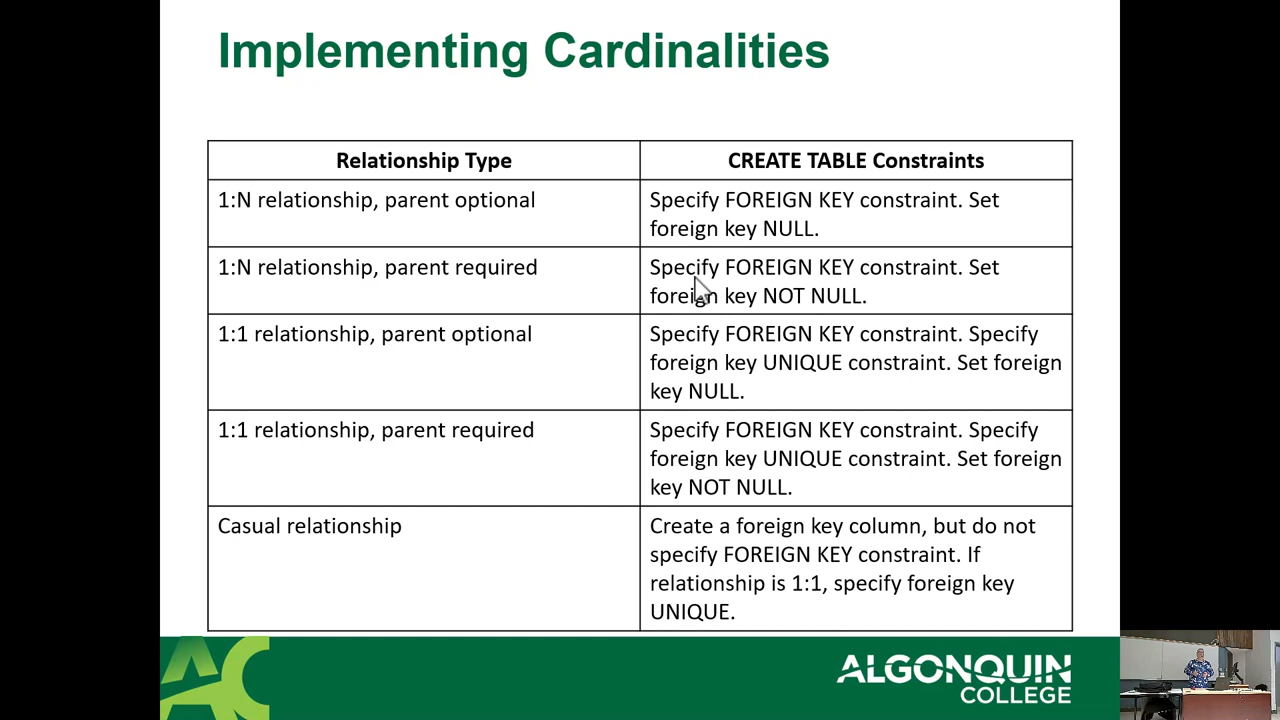 Implementing Cardinalities
Relationship Type
CREATE TABLE Constraints
1:N relationship, parent optional
Specify FOREIGN KEY constraint. Set
foreign key NULL.
1:N relationship, parent required
Specify FOREIGN KEY constraint. Set
foreign key NOT NULL.
1:1 relationship, parent optional
Specify FOREIGN KEY constraint. Specify
foreign key UNIQUE constraint. Set foreign
key NULL.
1:1 relationship, parent required
Specify FOREIGN KEY constraint. Specify
foreign key UNIQUE constraint. Set foreign
key NOT NULL.
Casual relationship
Create a foreign key column, but do not
specify FOREIGN KEY constraint. If
relationship is 1:1, specify foreign key
UNIQUE.
AC
ALGONQUIN
COLLEGE